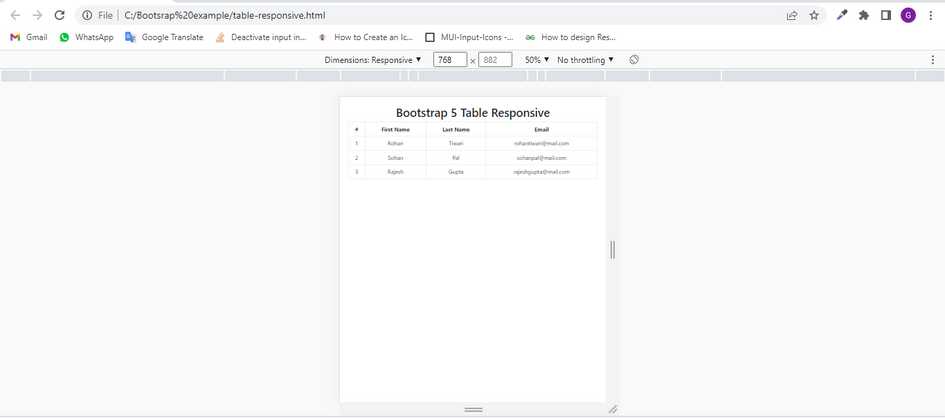 File C:/Bootsrap%20example/table-responsive.html G
Gmail WhatsApp Google Translate Deactivate input in... How to Create an Ic... MUI-Input-Icons -... How to design Res...
Dimensions: Responsive ▼ 768 × 882 50% ▼ No throttling ▼
Bootstrap 5 Table Responsive
# First Name Last Name Email
1 Rohan Tiwari rohantiwari@mail.com
2 Sohan Pal sohanpal@mail.com
3 Rajesh Gupta rajeshgupta@mail.com